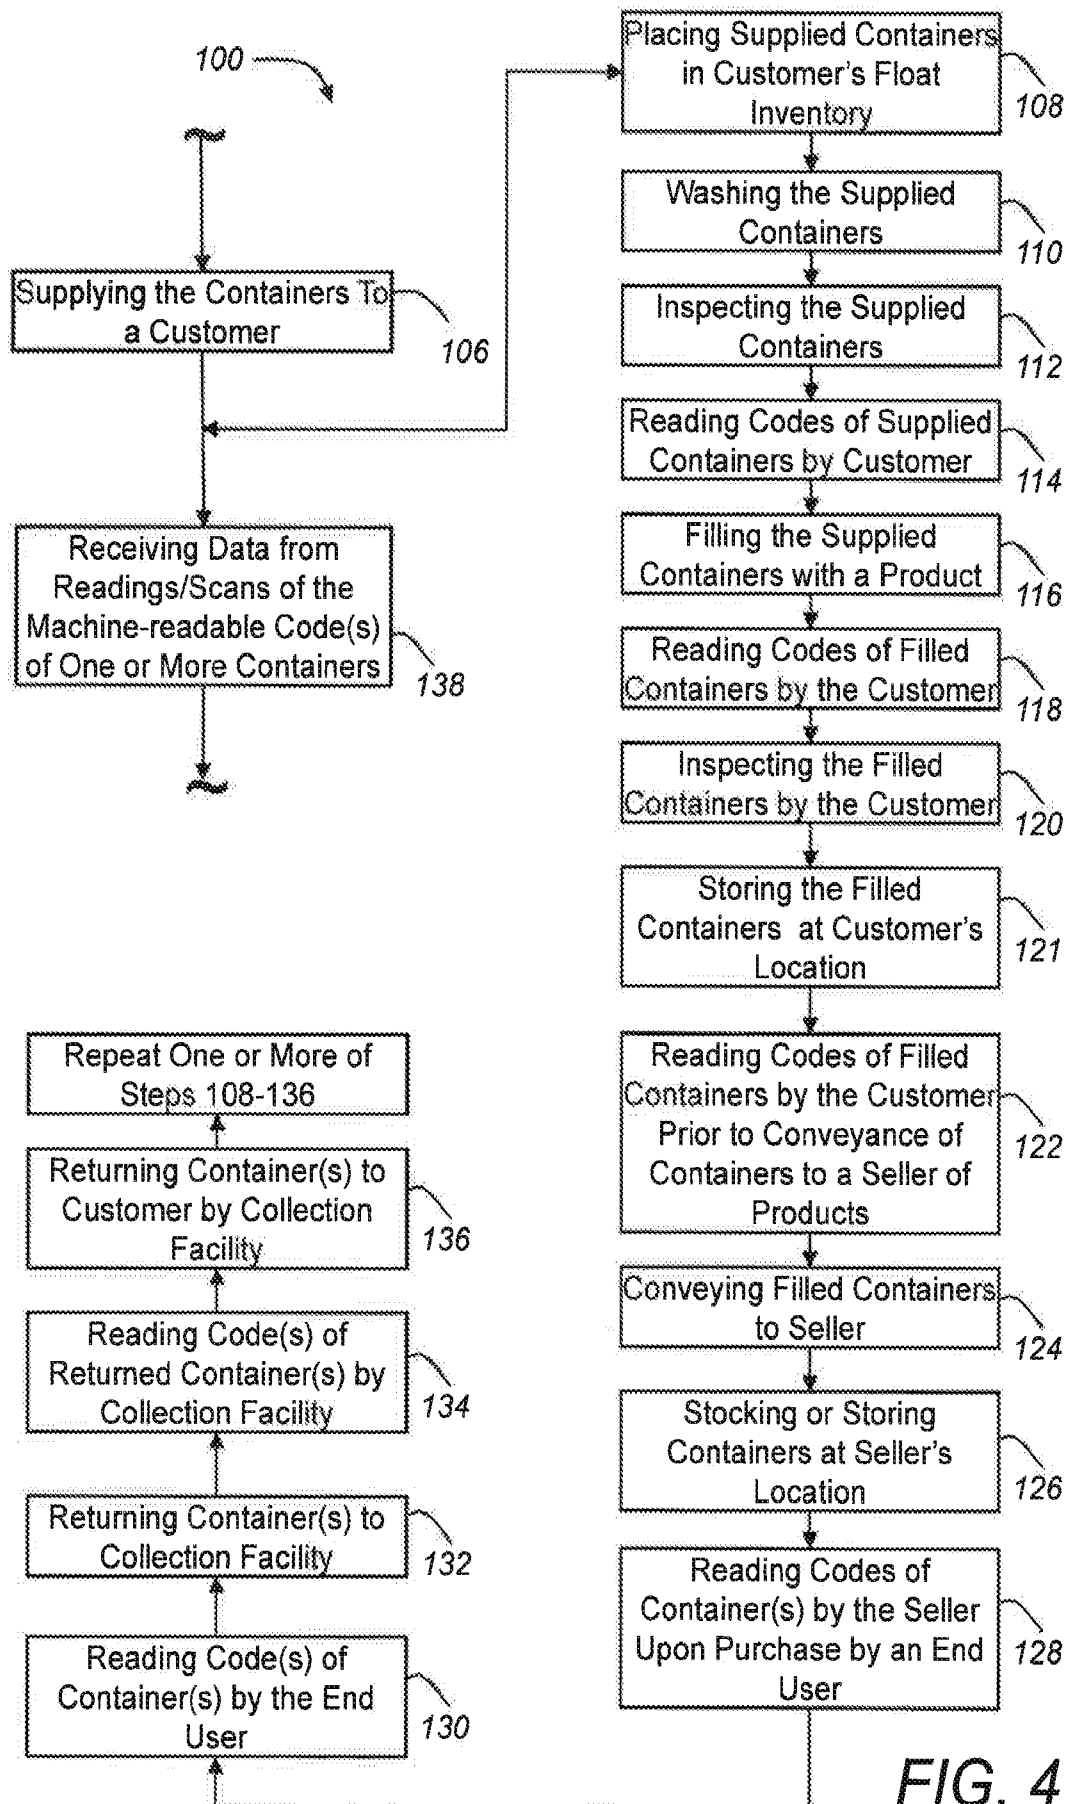 100
Supplying the Containers To
a Customer
106
Receiving Data from
Readings/Scans of the
Machine-readable Code(s)
of One or More Containers
138
Placing Supplied Containers
in Customer's Float
Inventory
108
Washing the Supplied
Containers
110
Inspecting the Supplied
Containers
112
Reading Codes of Supplied
Containers by Customer
114
Filling the Supplied
Containers with a Product
116
Reading Codes of Filled
Containers by the Customer
118
Inspecting the Filled
Containers by the Customer
120
Storing the Filled
Containers at Customer's
Location
121
Reading Codes of Filled
Containers by the Customer
Prior to Conveyance of
Containers to a Seller of
Products
122
Conveying Filled Containers
to Seller
124
Stocking or Storing
Containers at Seller's
Location
126
Reading Codes of
Container(s) by the Seller
Upon Purchase by an End
User
128
Reading Code(s) of
Container(s) by the End
User
130
Returning Container(s) to
Collection Facility
132
Reading Code(s) of
Returned Container(s) by
Collection Facility
134
Returning Container(s) to
Customer by Collection
Facility
136
Repeat One or More of
Steps 108-136
FIG. 4